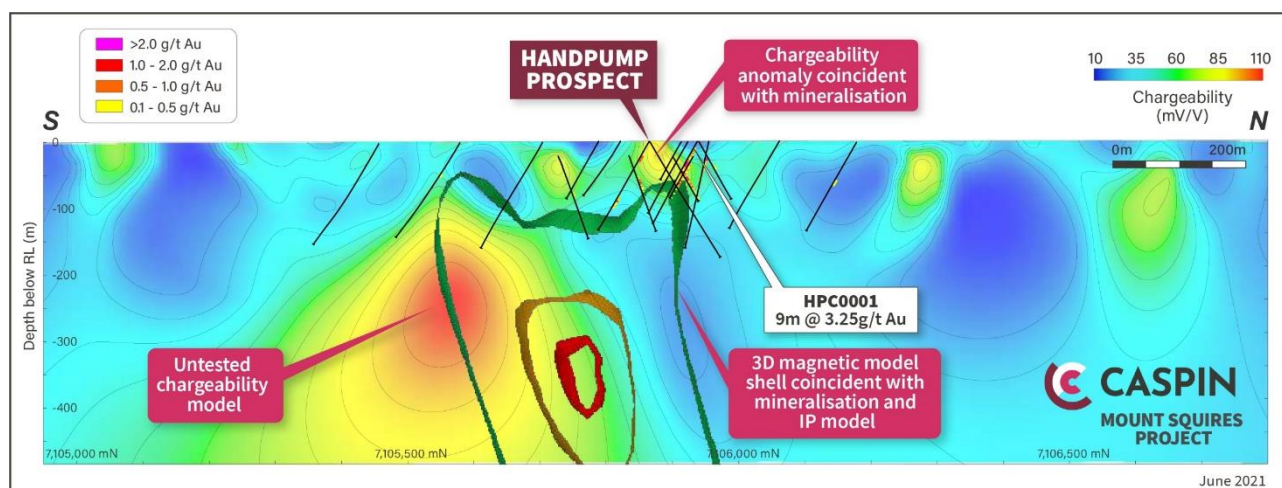 >2.0 g/t Au
1.0 - 2.0 g/t Au
0.5 - 1.0 g/t Au
0.1 - 0.5 g/t Au
HANDPUMP
PROSPECT
Chargeability
anomaly coincident
with mineralisation
10 35 60 85 110
Chargeability
(mV/V)
S
N
0m 200m
0
-100
-200
-300
-400
Depth below RL (m)
HPC0001
9m @ 3.25g/t Au
Untested
chargeability
model
3D magnetic model
shell coincident with
mineralisation and
IP model
CASPIN
MOUNT SQUIRES
PROJECT
7,105,000 mN
7,105,500 mN
7,106,000 mN
7,106,500 mN
June 2021